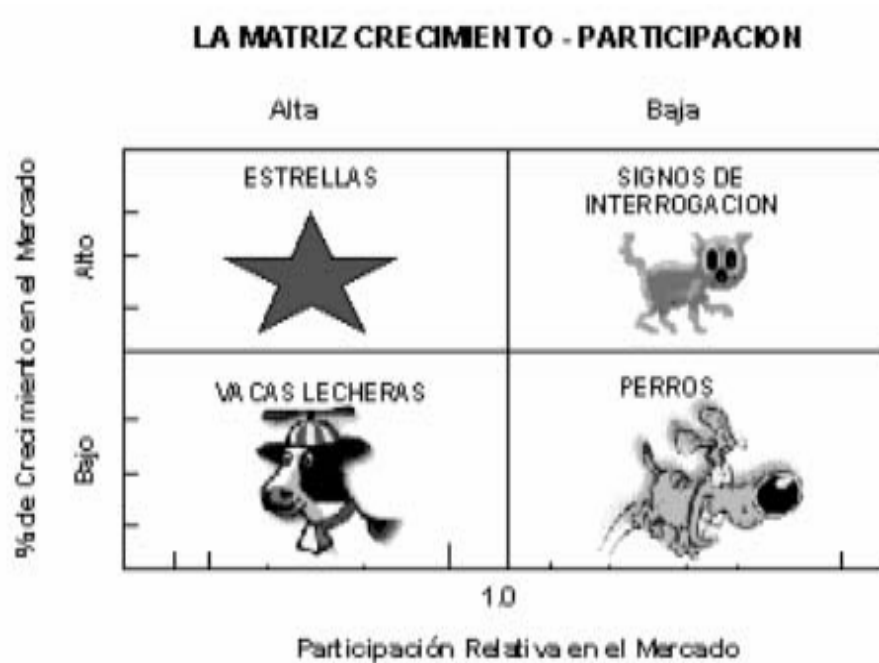 LA MATRIZ CRECIMIENTO - PARTICIPACION
Alta
Baja
% de Crecimiento en el Mercado
Alto
Bajo
ESTRELLAS
SIGNOS DE
INTERROGACION
VACAS LECHERAS
PERROS
1.0
Participación Relativa en el Mercado